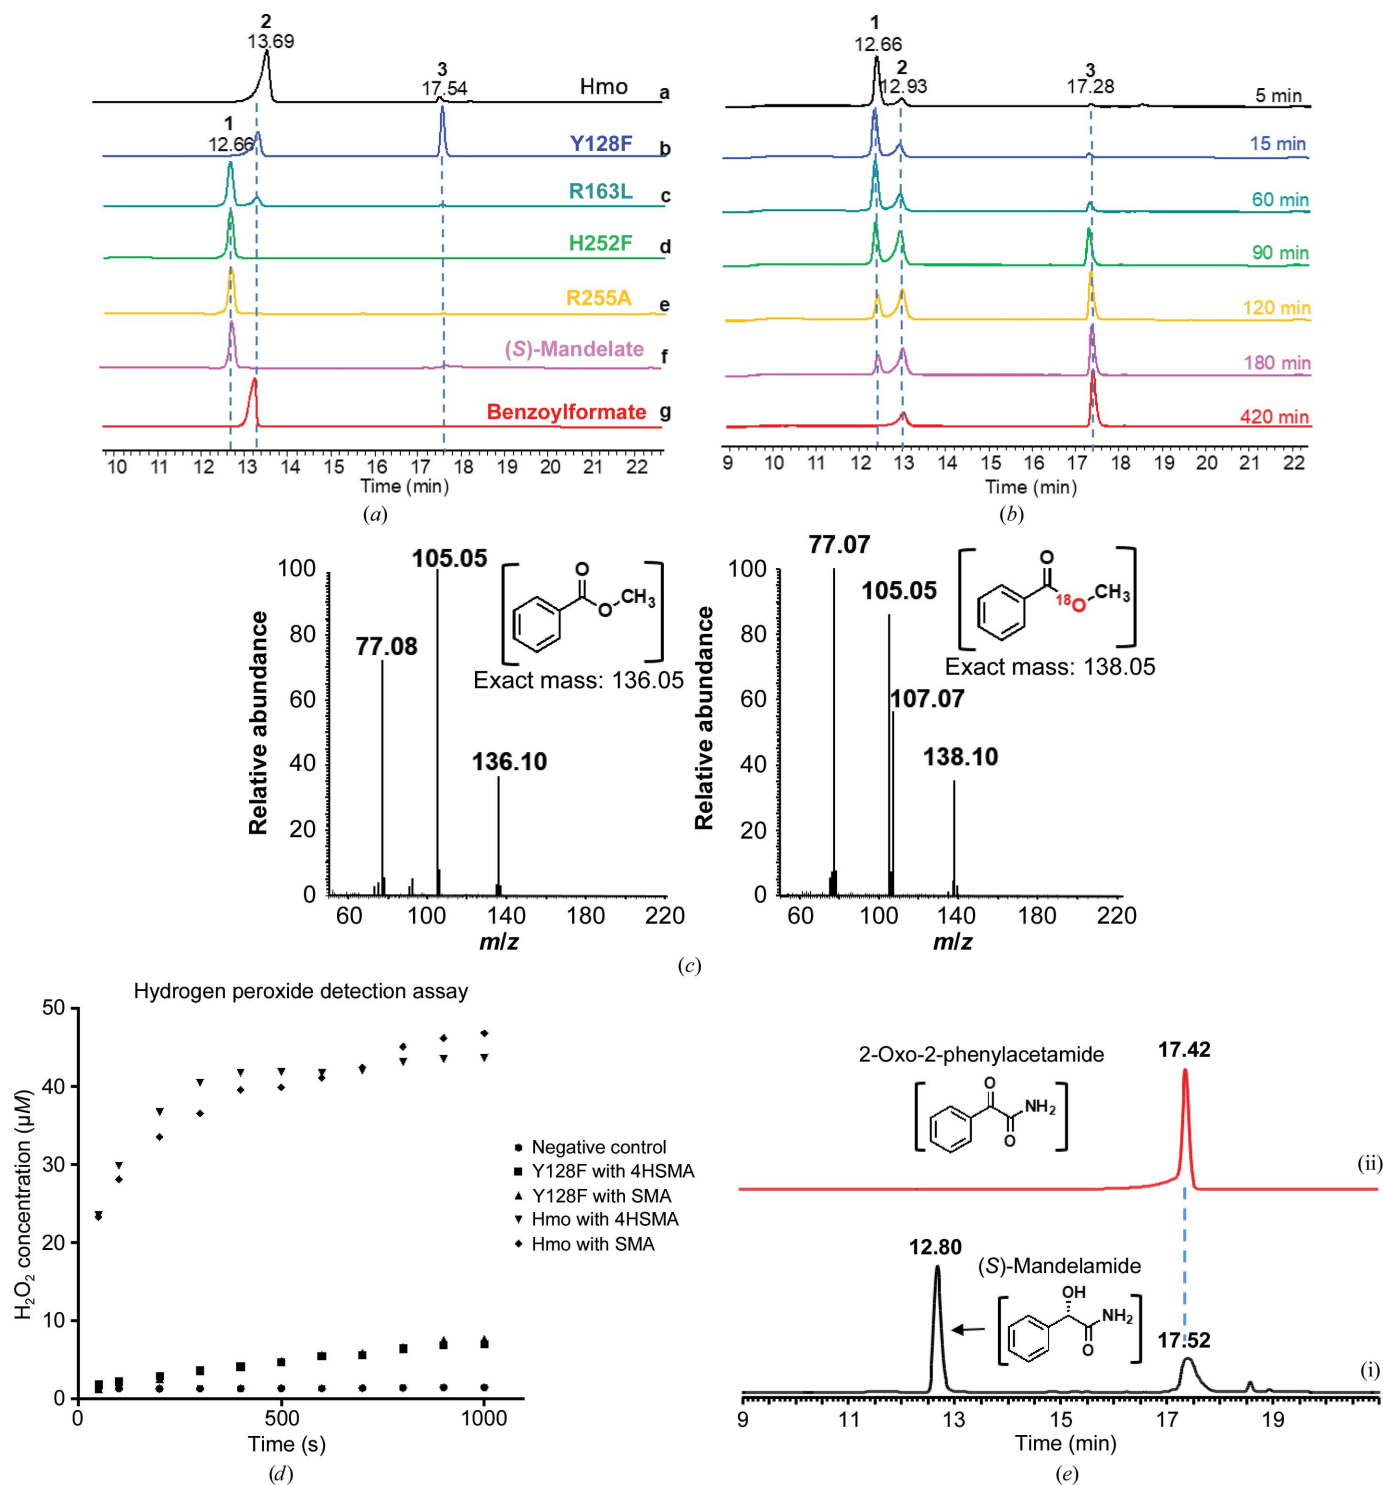 2
13.69
3
17.54
Hmo a
1
12.66
Y128F b
R163L c
H252F d
R255A e
(S)-Mandelate f
Benzoylformate g
10 11 12 13 14 15 16 17 18 19 20 21 22
Time (min)
(a)
1
12.66
2
12.93
3
17.28
5 min
15 min
60 min
90 min
120 min
180 min
420 min
9 10 11 12 13 14 15 16 17 18 19 20 21 22
Time (min)
(b)
Relative abundance
100
80
60
40
20
0
77.08
105.05
136.10
O
O
CH3
Exact mass: 136.05
60 100 140 180 220
m/z
Relative abundance
100
80
60
40
20
0
77.07
105.05
107.07
138.10
O
18O
CH3
Exact mass: 138.05
60 100 140 180 220
m/z
(c)
Hydrogen peroxide detection assay
H2O2 concentration (µM)
50
40
30
20
10
0
0 500 1000
Time (s)
Negative control
Y128F with 4HSMA
Y128F with SMA
Hmo with 4HSMA
Hmo with SMA
(d)
2-Oxo-2-phenylacetamide
O
NH2
O
17.42
(ii)
12.80
(S)-Mandelamide
OH
NH2
O
17.52
(i)
9 11 13 15 17 19
Time (min)
(e)